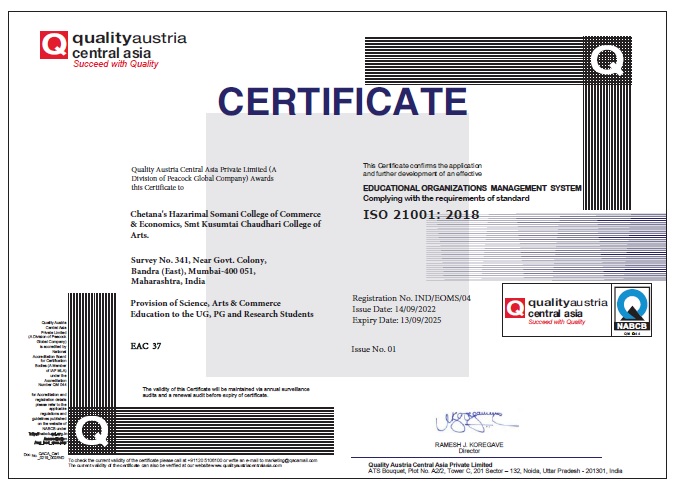 qualityaustria
central asia
Succeed with Quality
CERTIFICATE
Quality Austria Central Asia Private Limited (A
Division of Peacock Global Company) Awards
this Certificate to
Chetana's Hazarimal Somani College of Commerce
& Economics, Smt Kusumtai Chaudhari College of
Arts.
Survey No. 341, Near Govt. Colony,
Bandra (East), Mumbai-400 051,
Maharashtra, India
Provision of Science, Arts & Commerce
Education to the UG, PG and Research Students
EAC 37
This Certificate confirms the application
and further development of an effective
EDUCATIONAL ORGANIZATIONS MANAGEMENT SYSTEM
Complying with the requirements of standard
ISO 21001: 2018
Registration No. IND/EOMS/04
Issue Date: 14/09/2022
Expiry Date: 13/09/2025
Issue No. 01
qualityaustria
central asia
Succeed with Quality
NABCB
Quality Austria
Central Asia
Private Limited
(A Division of Peacock
Global Company)
is accredited by
National
Accreditation Board
for Certification
Bodies (A Member
of IAF MLA)
under the
Accreditation
Number QM 044
for Accreditation and
registration details
please refer to the
applicable
regulations and
guidelines published
on the website of
NABCB under
The validity of this Certificate will be maintained via annual surveillance
audits and a renewal audit before expiry of certificate.
Doc. No.
To check the current validity of the certificate please call at +911205106100 or write an e-mail to marketing@qacamail.com
The current validity of the certificate can also be verified at our website www.qualityaustriacentralasia.com
RAMESH J. KOREGAVE
Director
Quality Austria Central Asia Private Limited
ATS Bouquet, Plot No. A2/2, Tower C, 201 Sector – 132, Noida, Uttar Pradesh - 201301, India